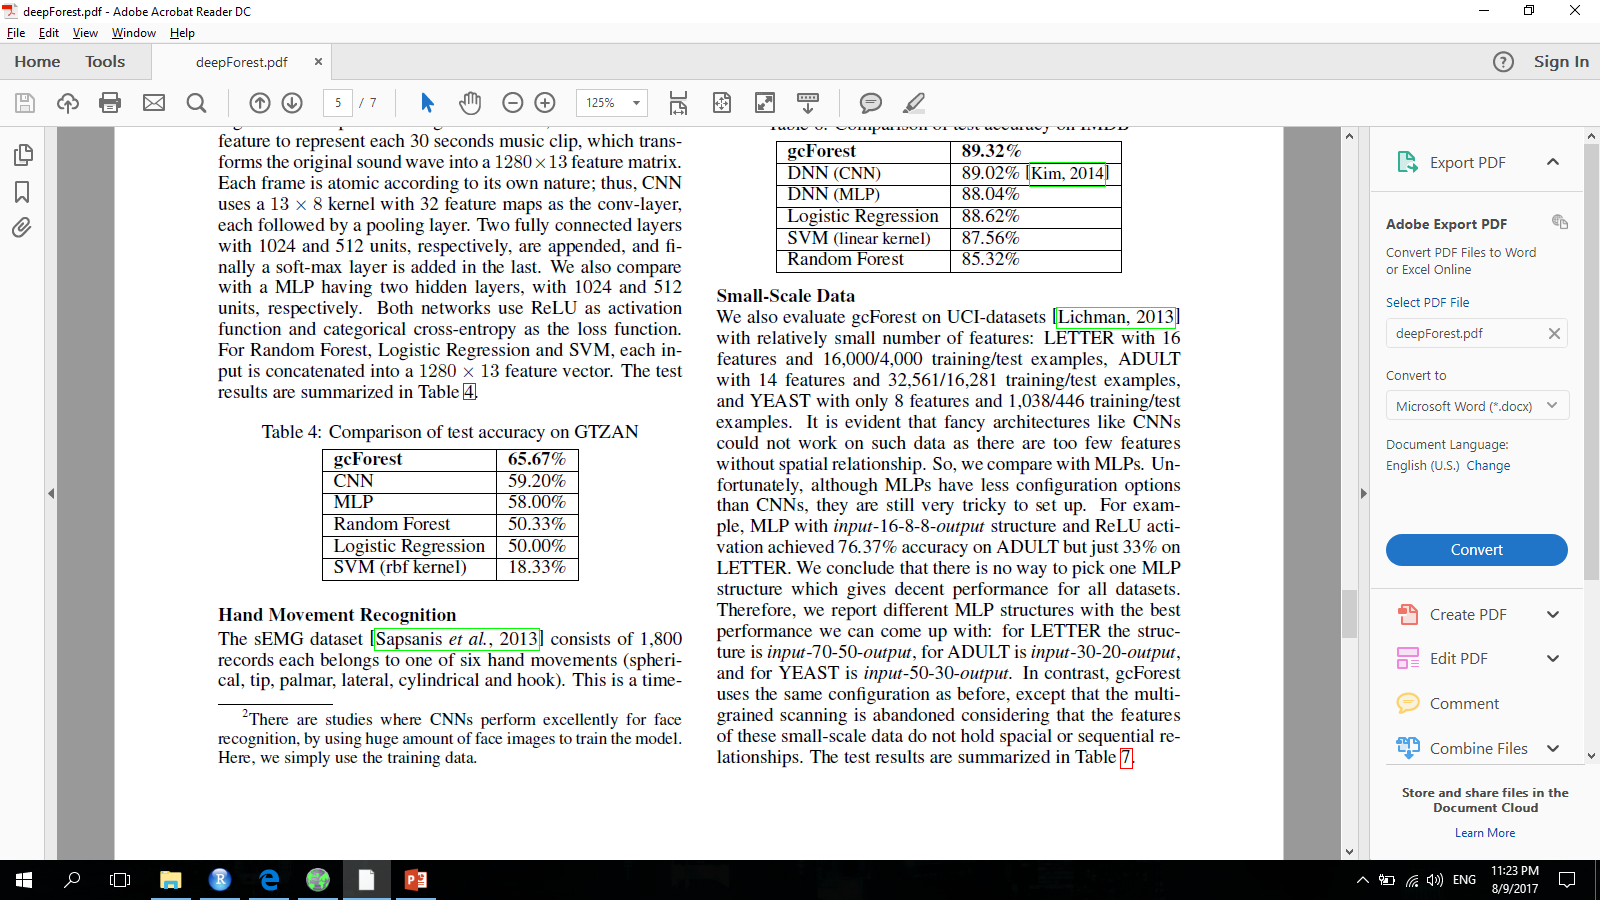 deepForest.pdf - Adobe Acrobat Reader DC
File Edit View Window Help
Home Tools deepForest.pdf × ? Sign In
5 / 7 125%
feature to represent each 30 seconds music clip, which trans-
forms the original sound wave into a 1280×13 feature matrix.
Each frame is atomic according to its own nature; thus, CNN
uses a 13 × 8 kernel with 32 feature maps as the conv-layer,
each followed by a pooling layer. Two fully connected layers
with 1024 and 512 units, respectively, are appended, and fi-
nally a soft-max layer is added in the last. We also compare
with a MLP having two hidden layers, with 1024 and 512
units, respectively. Both networks use ReLU as activation
function and categorical cross-entropy as the loss function.
For Random Forest, Logistic Regression and SVM, each in-
put is concatenated into a 1280 × 13 feature vector. The test
results are summarized in Table 4.
Table 4: Comparison of test accuracy on GTZAN
gcForest 65.67%
CNN 59.20%
MLP 58.00%
Random Forest 50.33%
Logistic Regression 50.00%
SVM (rbf kernel) 18.33%
Hand Movement Recognition
The sEMG dataset [Sapsanis et al., 2013] consists of 1,800
records each belongs to one of six hand movements (spheri-
cal, tip, palmar, lateral, cylindrical and hook). This is a time-
2There are studies where CNNs perform excellently for face
recognition, by using huge amount of face images to train the model.
Here, we simply use the training data.
Table 6: Comparison of test accuracy on IMDB
gcForest 89.32%
DNN (CNN) 89.02% [Kim, 2014]
DNN (MLP) 88.04%
Logistic Regression 88.62%
SVM (linear kernel) 87.56%
Random Forest 85.32%
Small-Scale Data
We also evaluate gcForest on UCI-datasets [Lichman, 2013]
with relatively small number of features: LETTER with 16
features and 16,000/4,000 training/test examples, ADULT
with 14 features and 32,561/16,281 training/test examples,
and YEAST with only 8 features and 1,038/446 training/test
examples. It is evident that fancy architectures like CNNs
could not work on such data as there are too few features
without spatial relationship. So, we compare with MLPs. Un-
fortunately, although MLPs have less configuration options
than CNNs, they are still very tricky to set up. For exam-
ple, MLP with input-16-8-8-output structure and ReLU acti-
vation achieved 76.37% accuracy on ADULT but just 33% on
LETTER. We conclude that there is no way to pick one MLP
structure which gives decent performance for all datasets.
Therefore, we report different MLP structures with the best
performance we can come up with: for LETTER the struc-
ture is input-70-50-output, for ADULT is input-30-20-output,
and for YEAST is input-50-30-output. In contrast, gcForest
uses the same configuration as before, except that the multi-
grained scanning is abandoned considering that the features
of these small-scale data do not hold spacial or sequential re-
lationships. The test results are summarized in Table 7.
Export PDF
Adobe Export PDF
Convert PDF Files to Word
or Excel Online
Select PDF File
deepForest.pdf
Convert to
Microsoft Word (*.docx)
Document Language:
English (U.S.) Change
Convert
Create PDF
Edit PDF
Comment
Combine Files
Store and share files in the
Document Cloud
Learn More
ENG
11:23 PM
8/9/2017